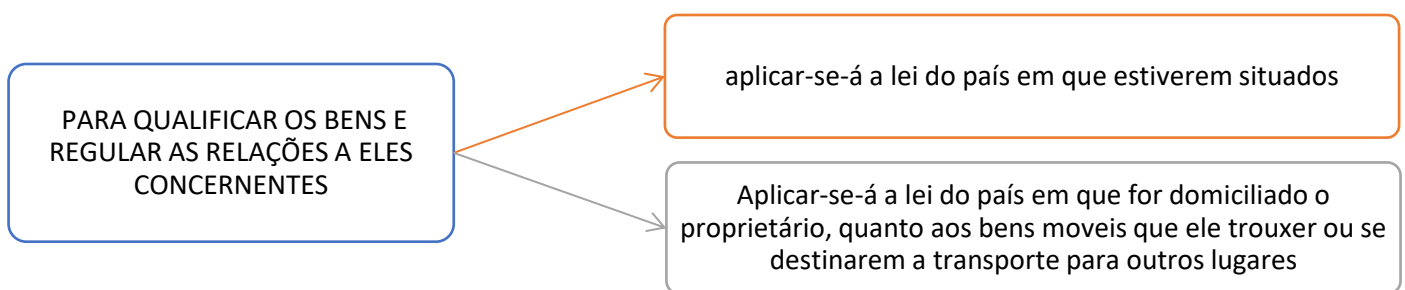 PARA QUALIFICAR OS BENS E
REGULAR AS RELAÇÕES A ELES
CONCERNENTES
aplicar-se-á a lei do país em que estiverem situados
Aplicar-se-á a lei do país em que for domiciliado o
proprietário, quanto aos bens moveis que ele trouxer ou se
destinarem a transporte para outros lugares